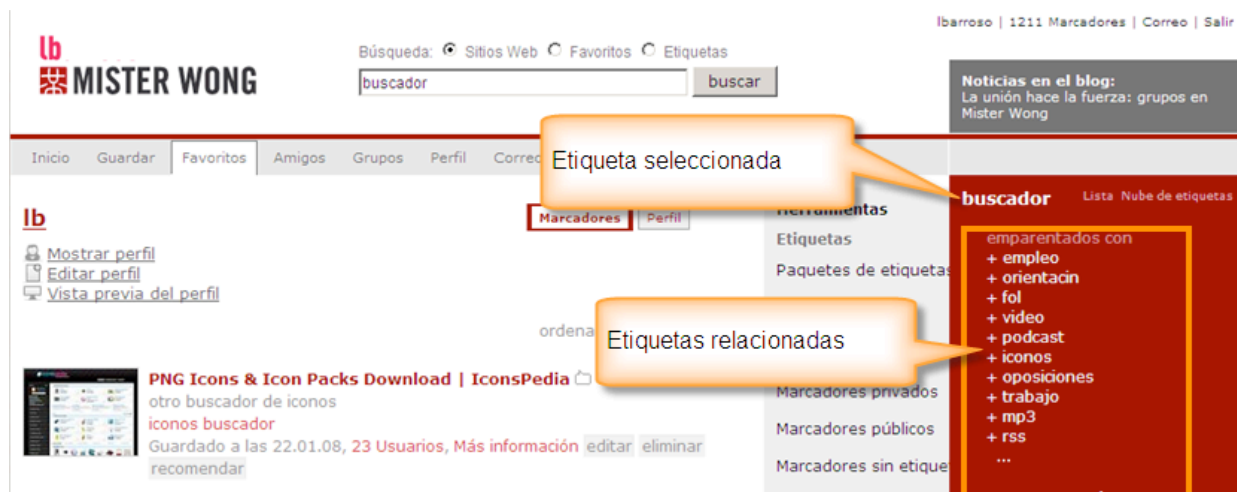 lbarroso | 1211 Marcadores | Correo | Salir
lb
MISTER WONG
Búsqueda: Sitios Web Favoritos Etiquetas
buscador buscar
Noticias en el blog:
La unión hace la fuerza: grupos en
Mister Wong
Inicio Guardar Favoritos Amigos Grupos Perfil Correo
Etiqueta seleccionada
lb
Marcadores Perfil
Mostrar perfil
Editar perfil
Vista previa del perfil
Herramientas
Etiquetas
Paquetes de etiquetas
buscador Lista Nube de etiquetas
emparentados con
+ empleo
+ orientacin
+ fol
+ video
+ podcast
+ iconos
+ oposiciones
+ trabajo
+ mp3
+ rss
...
Etiquetas relacionadas
PNG Icons & Icon Packs Download | IconsPedia
otro buscador de iconos
iconos buscador
Guardado a las 22.01.08, 23 Usuarios, Más información editar eliminar
recomendar
Marcadores privados
Marcadores públicos
Marcadores sin etique